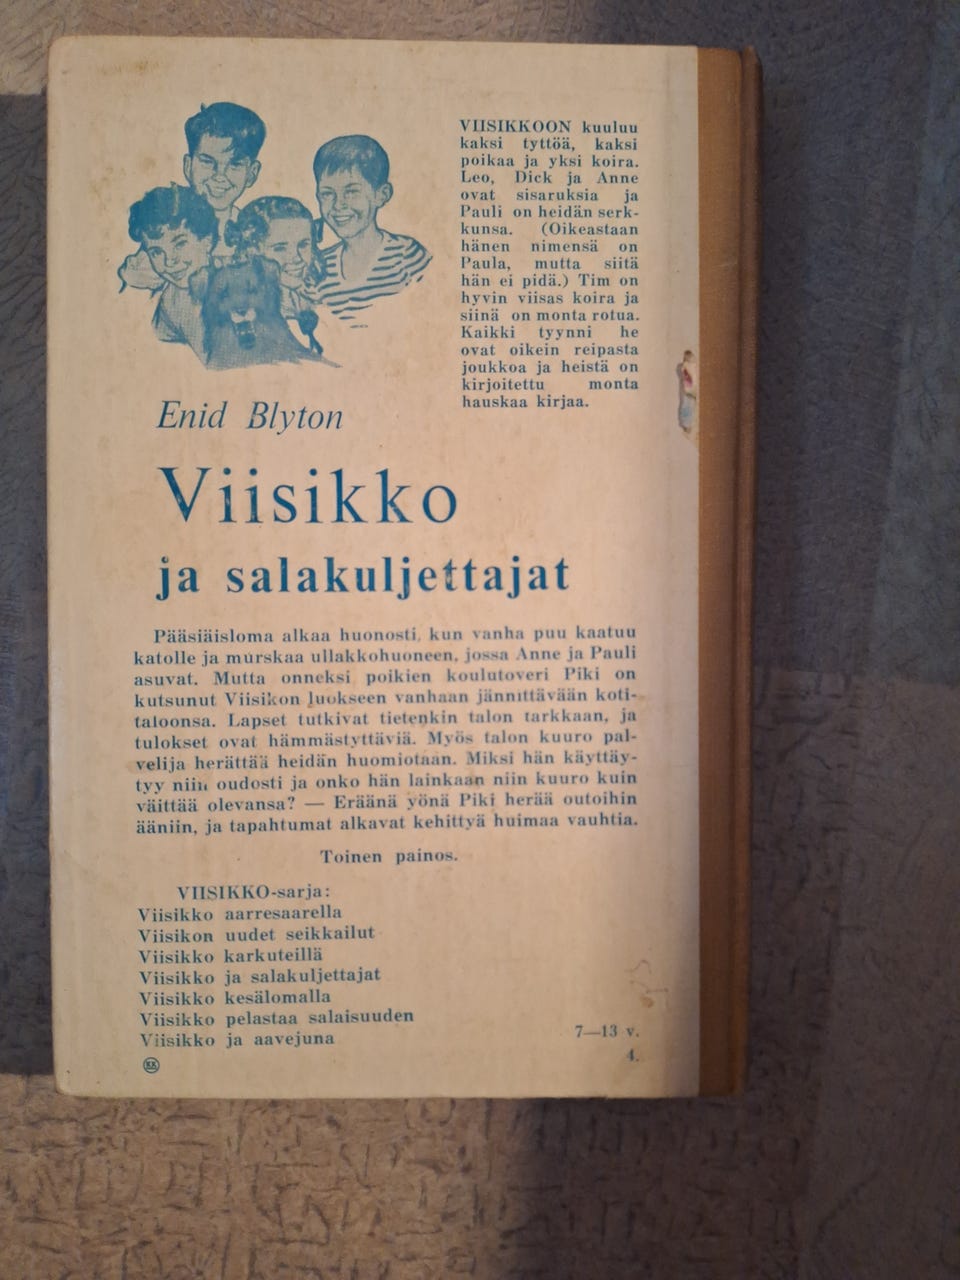 VIISIKKOON kuuluu
kaksi tyttöä, kaksi
poikaa ja yksi koira.
Leo, Dick ja Anne
ovat sisaruksia ja
Pauli on heidän serk-
kunsa. (Oikeastaan
hänen nimensä on
Paula, mutta siitä
hän ei pidä.) Tim on
hyvin viisas koira ja
siinä on monta rotua.
Kaikki tyynni he
ovat oikein reipasta
joukkoa ja heistä on
kirjoitettu monta
hauskaa kirjaa.
Enid Blyton
Viisikko
ja salakuljettajat
Pääsiäisloma alkaa huonosti, kun vanha puu kaatuu
katolle ja murskaa ullakkohuoneen, jossa Anne ja Pauli
asuvat. Mutta onneksi poikien koulutoveri Piki on
kutsunut Viisikon luokseen vanhaan jännittävään koti-
taloonsa. Lapset tutkivat tietenkin talon tarkkaan, ja
tulokset ovat hämmästyttäviä. Myös talon kuuro pal-
velija herättää heidän huomiotaan. Miksi hän käyttäy-
tyy niin oudosti ja onko hän lainkaan niin kuuro kuin
väittää olevansa? — Eräänä yönä Piki herää outoihin
ääniin, ja tapahtumat alkavat kehittyä huimaa vauhtia.
Toinen painos.
VIISIKKO-sarja:
Viisikko aarresaarella
Viisikon uudet seikkailut
Viisikko karkuteillä
Viisikko ja salakuljettajat
Viisikko kesälomalla
Viisikko pelastaa salaisuuden
Viisikko ja aavejuna
7—13 v.
4.
KK